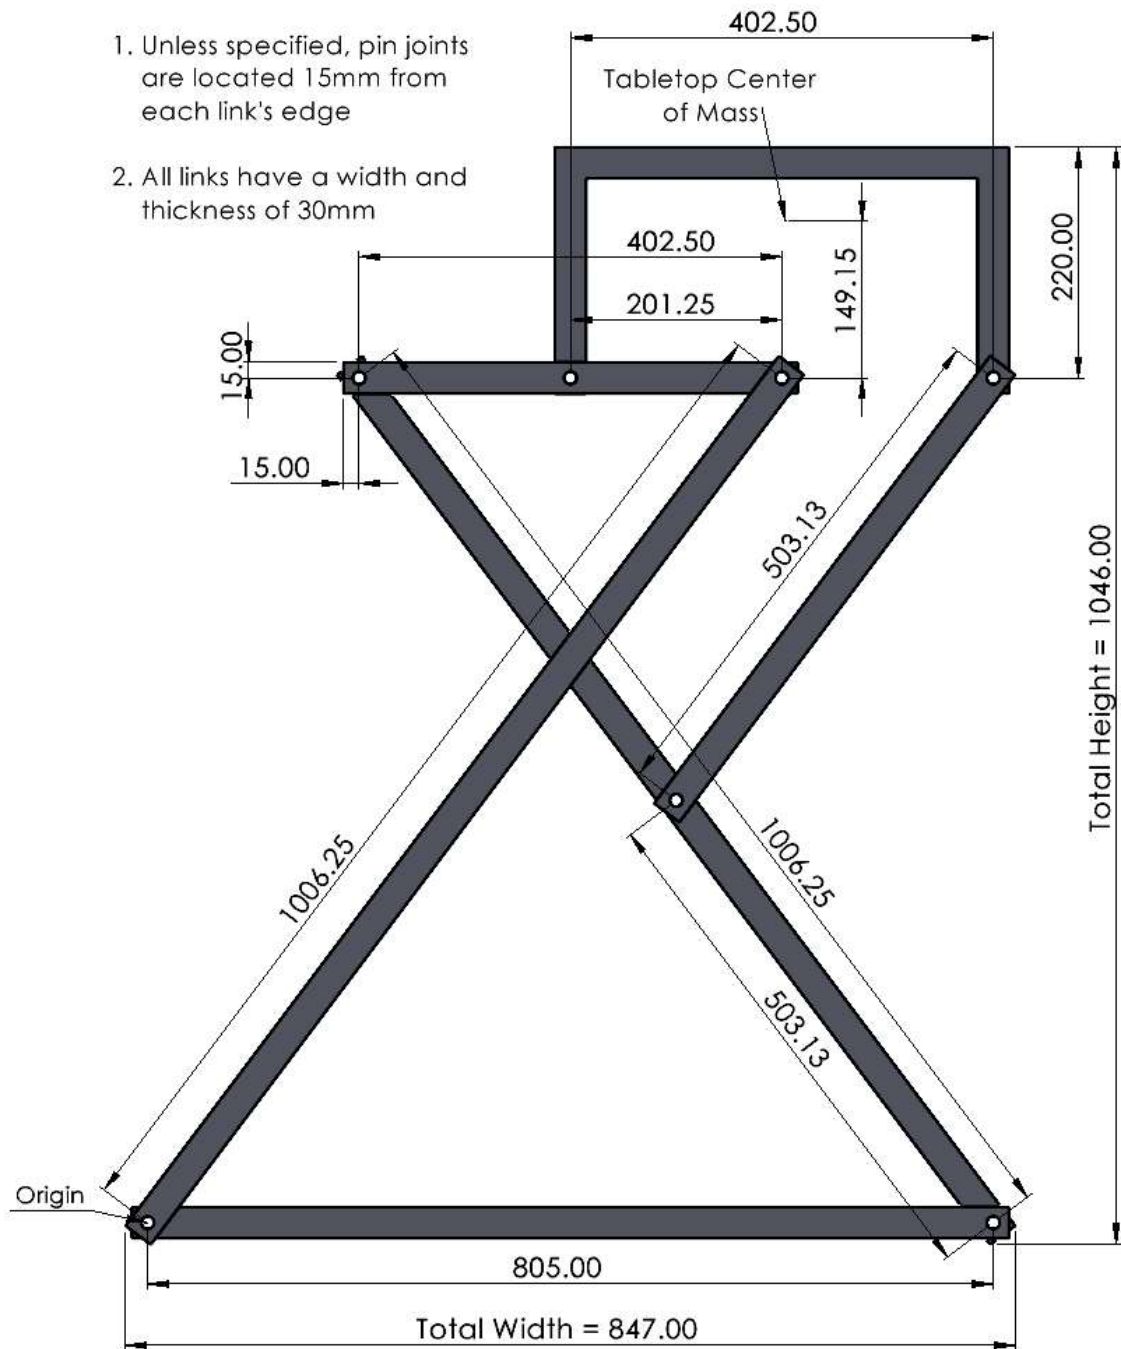 402.50
1. Unless specified, pin joints
are located 15mm from
each link's edge
Tabletop Center
of Mass
2. All links have a width and
thickness of 30mm
402.50
220.00
149.15
201.25
15.00
15.00
503.13
Total Height = 1046.00
1006.25
1006.25
503.13
Origin
805.00
Total Width = 847.00